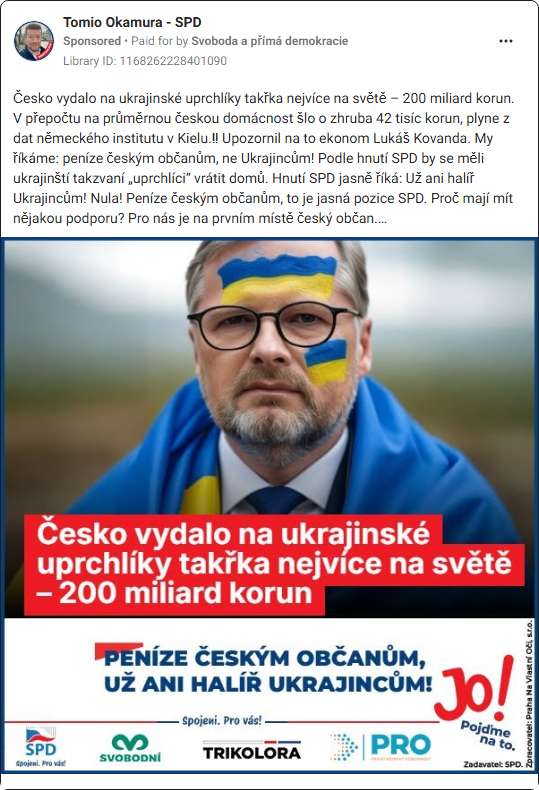 Tomio Okamura - SPD
Sponsored • Paid for by Svoboda a přímá demokracie
Library ID: 1168262228401090
Česko vydalo na ukrajinské uprchlíky takřka nejvíce na světě – 200 miliard korun.
V přepočtu na průměrnou českou domácnost šlo o zhruba 42 tisíc korun, plyne z
dat německého institutu v Kielu.!! Upozornil na to ekonom Lukáš Kovanda. My
říkáme: peníze českým občanům, ne Ukrajincům! Podle hnutí SPD by se měli
ukrajinští takzvaní „uprchlíci“ vrátit domů. Hnutí SPD jasně říká: Už ani halíř
Ukrajincům! Nula! Peníze českým občanům, to je jasná pozice SPD. Proč mají mít
nějakou podporu? Pro nás je na prvním místě český občan....
Česko vydalo na ukrajinské
uprchlíky takřka nejvíce na světě
– 200 miliard korun
PENÍZE ČESKÝM OBČANŮM,
UŽ ANI HALÍŘ UKRAJINCŮM!
Jo!
Pojďme
na to.
Spojeni. Pro vás!
SPD
Spojeni. Pro vás!
SVOBODNÍ
TRIKOLORA
PRO
PRÁVO RESPEKT ODBORNOST
Zadavatel: SPD.
Zpracovatel: Praha Na Vlastní Oči, s.r.o.